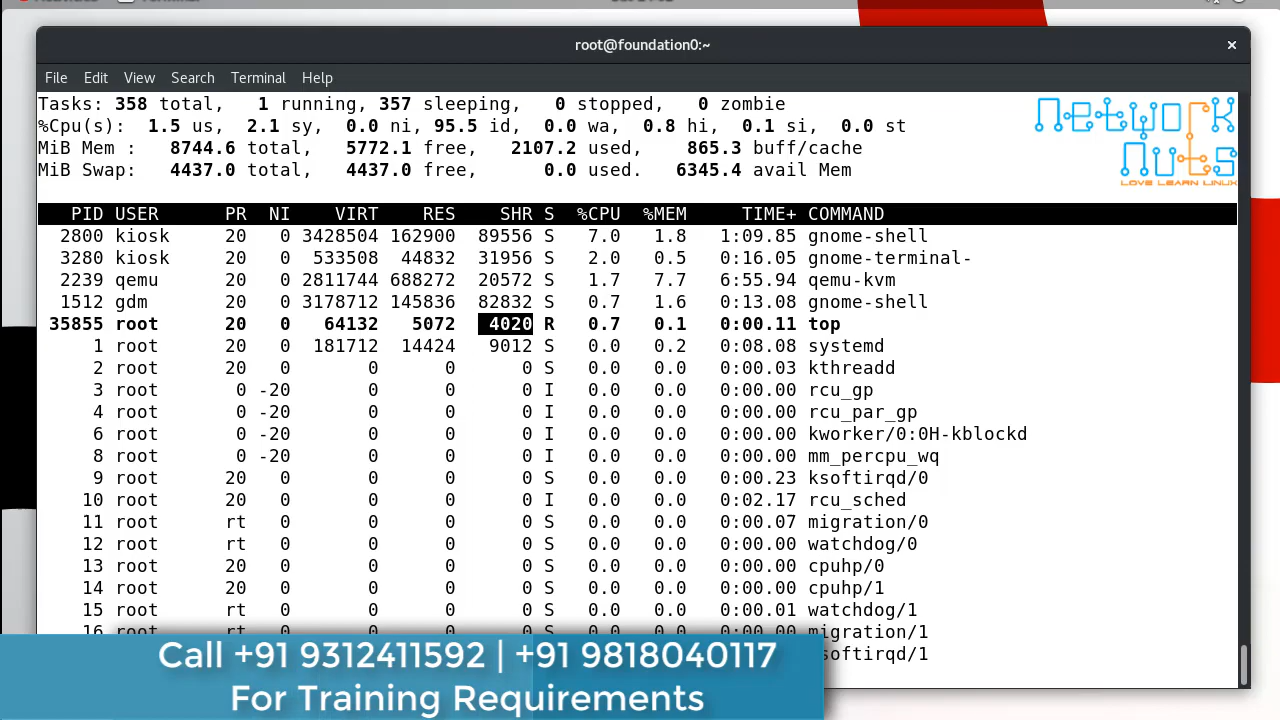 root@foundation0:~
×
File Edit View Search Terminal Help
Tasks: 358 total, 1 running, 357 sleeping, 0 stopped, 0 zombie
%Cpu(s): 1.5 us, 2.1 sy, 0.0 ni, 95.5 id, 0.0 wa, 0.8 hi, 0.1 si, 0.0 st
MiB Mem : 8744.6 total, 5772.1 free, 2107.2 used, 865.3 buff/cache
MiB Swap: 4437.0 total, 4437.0 free, 0.0 used. 6345.4 avail Mem
Network
Nuts
LOVE LEARN LINUX
PID USER PR NI VIRT RES SHR S %CPU %MEM TIME+ COMMAND
2800 kiosk 20 0 3428504 162900 89556 S 7.0 1.8 1:09.85 gnome-shell
3280 kiosk 20 0 533508 44832 31956 S 2.0 0.5 0:16.05 gnome-terminal-
2239 qemu 20 0 2811744 688272 20572 S 1.7 7.7 6:55.94 qemu-kvm
1512 gdm 20 0 3178712 145836 82832 S 0.7 1.6 0:13.08 gnome-shell
35855 root 20 0 64132 5072 4020 R 0.7 0.1 0:00.11 top
1 root 20 0 181712 14424 9012 S 0.0 0.2 0:08.08 systemd
2 root 20 0 0 0 0 S 0.0 0.0 0:00.03 kthreadd
3 root 0 -20 0 0 0 I 0.0 0.0 0:00.00 rcu_gp
4 root 0 -20 0 0 0 I 0.0 0.0 0:00.00 rcu_par_gp
6 root 0 -20 0 0 0 I 0.0 0.0 0:00.00 kworker/0:0H-kblockd
8 root 0 -20 0 0 0 I 0.0 0.0 0:00.00 mm_percpu_wq
9 root 20 0 0 0 0 S 0.0 0.0 0:00.23 ksoftirqd/0
10 root 20 0 0 0 0 I 0.0 0.0 0:02.17 rcu_sched
11 root rt 0 0 0 0 S 0.0 0.0 0:00.07 migration/0
12 root rt 0 0 0 0 S 0.0 0.0 0:00.00 watchdog/0
13 root 20 0 0 0 0 S 0.0 0.0 0:00.00 cpuhp/0
14 root 20 0 0 0 0 S 0.0 0.0 0:00.00 cpuhp/1
15 root rt 0 0 0 0 S 0.0 0.0 0:00.01 watchdog/1
16 root rt 0 0 0 0 S 0.0 0.0 0:00.00 migration/1
softirqd/1
Call +91 9312411592 | +91 9818040117
For Training Requirements